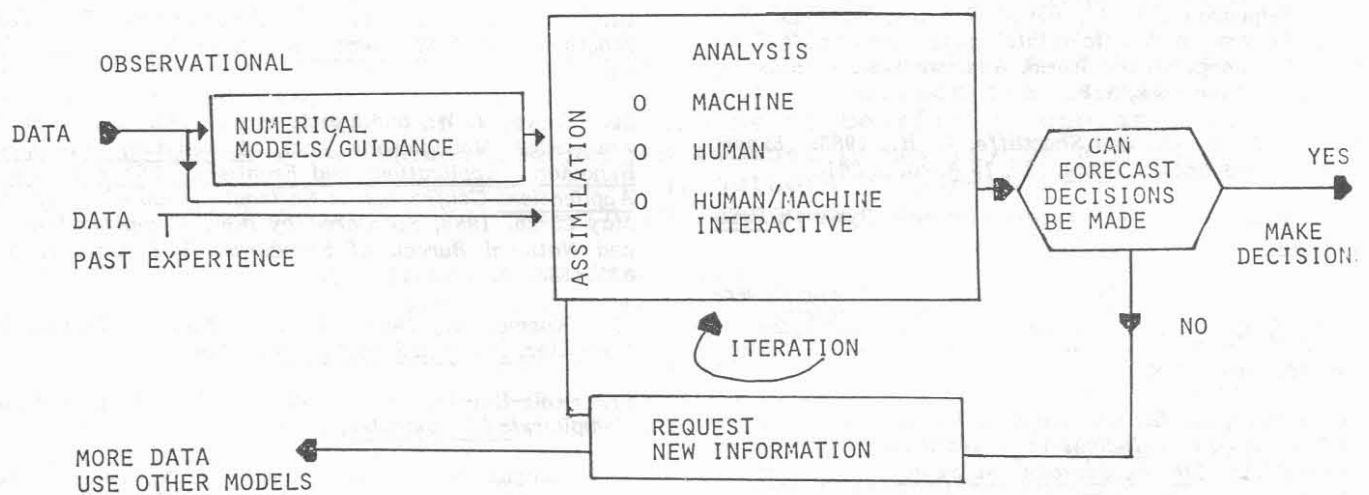 ANALYSIS
OBSERVATIONAL
DATA
NUMERICAL
MODELS/GUIDANCE
DATA
PAST EXPERIENCE
ASSIMILATION
O MACHINE
O HUMAN
O HUMAN/MACHINE
INTERACTIVE
CAN
FORECAST
DECISIONS
BE MADE
YES
MAKE
DECISION
NO
ITERATION
REQUEST
NEW INFORMATION
MORE DATA
USE OTHER MODELS